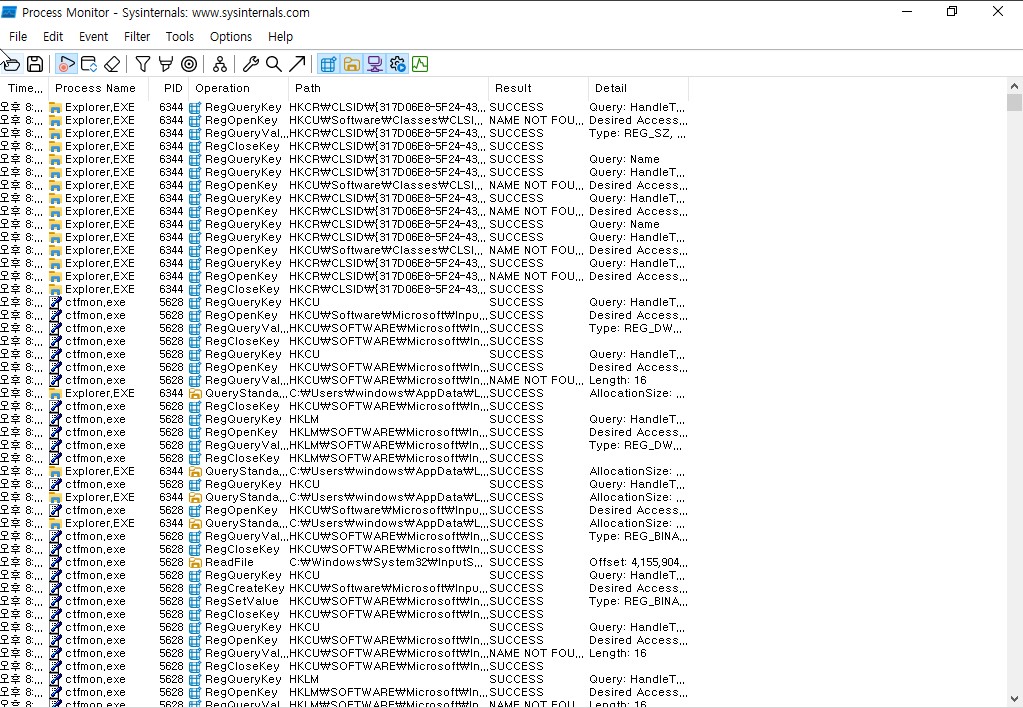 Process Monitor - Sysinternals: www.sysinternals.com
File Edit Event Filter Tools Options Help
Time... Process Name PID Operation Path Result Detail
오후 8:... Explorer.EXE 6344 RegQueryKey HKCR₩CLSID₩{317D06E8-5F24-43... SUCCESS Query: HandleT...
오후 8:... Explorer.EXE 6344 RegOpenKey HKCU₩Software₩Classes₩CLSI... NAME NOT FOU... Desired Access...
오후 8:... Explorer.EXE 6344 RegQueryVal... HKCR₩CLSID₩{317D06E8-5F24-43... SUCCESS Type: REG_SZ, ...
오후 8:... Explorer.EXE 6344 RegCloseKey HKCR₩CLSID₩{317D06E8-5F24-43... SUCCESS
오후 8:... Explorer.EXE 6344 RegQueryKey HKCR₩CLSID₩{317D06E8-5F24-43... SUCCESS Query: Name
오후 8:... Explorer.EXE 6344 RegQueryKey HKCR₩CLSID₩{317D06E8-5F24-43... SUCCESS Query: HandleT...
오후 8:... Explorer.EXE 6344 RegOpenKey HKCU₩Software₩Classes₩CLSI... NAME NOT FOU... Desired Access...
오후 8:... Explorer.EXE 6344 RegQueryKey HKCR₩CLSID₩{317D06E8-5F24-43... SUCCESS Query: HandleT...
오후 8:... Explorer.EXE 6344 RegOpenKey HKCR₩CLSID₩{317D06E8-5F24-43... NAME NOT FOU... Desired Access...
오후 8:... Explorer.EXE 6344 RegQueryKey HKCR₩CLSID₩{317D06E8-5F24-43... SUCCESS Query: Name
오후 8:... Explorer.EXE 6344 RegQueryKey HKCR₩CLSID₩{317D06E8-5F24-43... SUCCESS Query: HandleT...
오후 8:... Explorer.EXE 6344 RegOpenKey HKCU₩Software₩Classes₩CLSI... NAME NOT FOU... Desired Access...
오후 8:... Explorer.EXE 6344 RegQueryKey HKCR₩CLSID₩{317D06E8-5F24-43... SUCCESS Query: HandleT...
오후 8:... Explorer.EXE 6344 RegOpenKey HKCR₩CLSID₩{317D06E8-5F24-43... NAME NOT FOU... Desired Access...
오후 8:... Explorer.EXE 6344 RegCloseKey HKCR₩CLSID₩{317D06E8-5F24-43... SUCCESS
오후 8:... ctfmon.exe 5628 RegQueryKey HKCU SUCCESS Query: HandleT...
오후 8:... ctfmon.exe 5628 RegOpenKey HKCU₩Software₩Microsoft₩Inpu... SUCCESS Desired Access...
오후 8:... ctfmon.exe 5628 RegQueryVal... HKCU₩SOFTWARE₩Microsoft₩In... SUCCESS Type: REG_DW...
오후 8:... ctfmon.exe 5628 RegCloseKey HKCU₩SOFTWARE₩Microsoft₩In... SUCCESS
오후 8:... ctfmon.exe 5628 RegQueryKey HKCU SUCCESS Query: HandleT...
오후 8:... ctfmon.exe 5628 RegOpenKey HKCU₩SOFTWARE₩Microsoft₩In... SUCCESS Desired Access...
오후 8:... ctfmon.exe 5628 RegQueryVal... HKCU₩SOFTWARE₩Microsoft₩In... NAME NOT FOU... Length: 16
오후 8:... Explorer.EXE 6344 QueryStanda... C:₩Users₩windows₩AppData₩L... SUCCESS AllocationSize: ...
오후 8:... ctfmon.exe 5628 RegCloseKey HKCU₩SOFTWARE₩Microsoft₩In... SUCCESS
오후 8:... ctfmon.exe 5628 RegQueryKey HKLM SUCCESS Query: HandleT...
오후 8:... ctfmon.exe 5628 RegOpenKey HKLM₩SOFTWARE₩Microsoft₩In... SUCCESS Desired Access...
오후 8:... ctfmon.exe 5628 RegQueryVal... HKLM₩SOFTWARE₩Microsoft₩In... SUCCESS Type: REG_DW...
오후 8:... ctfmon.exe 5628 RegCloseKey HKLM₩SOFTWARE₩Microsoft₩In... SUCCESS
오후 8:... Explorer.EXE 6344 QueryStanda... C:₩Users₩windows₩AppData₩L... SUCCESS AllocationSize: ...
오후 8:... ctfmon.exe 5628 RegQueryKey HKCU SUCCESS Query: HandleT...
오후 8:... Explorer.EXE 6344 QueryStanda... C:₩Users₩windows₩AppData₩L... SUCCESS AllocationSize: ...
오후 8:... ctfmon.exe 5628 RegOpenKey HKCU₩Software₩Microsoft₩Inpu... SUCCESS Desired Access...
오후 8:... Explorer.EXE 6344 QueryStanda... C:₩Users₩windows₩AppData₩L... SUCCESS AllocationSize: ...
오후 8:... ctfmon.exe 5628 RegQueryVal... HKCU₩SOFTWARE₩Microsoft₩In... SUCCESS Type: REG_BINA...
오후 8:... ctfmon.exe 5628 RegCloseKey HKCU₩SOFTWARE₩Microsoft₩In... SUCCESS
오후 8:... ctfmon.exe 5628 ReadFile C:₩Windows₩System32₩InputS... SUCCESS Offset: 4,155,904...
오후 8:... ctfmon.exe 5628 RegQueryKey HKCU SUCCESS Query: HandleT...
오후 8:... ctfmon.exe 5628 RegCreateKey HKCU₩Software₩Microsoft₩Inpu... SUCCESS Desired Access...
오후 8:... ctfmon.exe 5628 RegSetValue HKCU₩SOFTWARE₩Microsoft₩In... SUCCESS Type: REG_BINA...
오후 8:... ctfmon.exe 5628 RegCloseKey HKCU₩SOFTWARE₩Microsoft₩In... SUCCESS
오후 8:... ctfmon.exe 5628 RegQueryKey HKCU SUCCESS Query: HandleT...
오후 8:... ctfmon.exe 5628 RegOpenKey HKCU₩SOFTWARE₩Microsoft₩In... SUCCESS Desired Access...
오후 8:... ctfmon.exe 5628 RegQueryVal... HKCU₩SOFTWARE₩Microsoft₩In... NAME NOT FOU... Length: 16
오후 8:... ctfmon.exe 5628 RegCloseKey HKCU₩SOFTWARE₩Microsoft₩In... SUCCESS
오후 8:... ctfmon.exe 5628 RegQueryKey HKLM SUCCESS Query: HandleT...
오후 8:... ctfmon.exe 5628 RegOpenKey HKLM₩SOFTWARE₩Microsoft₩In... SUCCESS Desired Access...
오후 8:... ctfmon.exe 5628 RegQueryVal... HKLM₩SOFTWARE₩Microsoft₩In... NAME NOT FOU... Length: 16